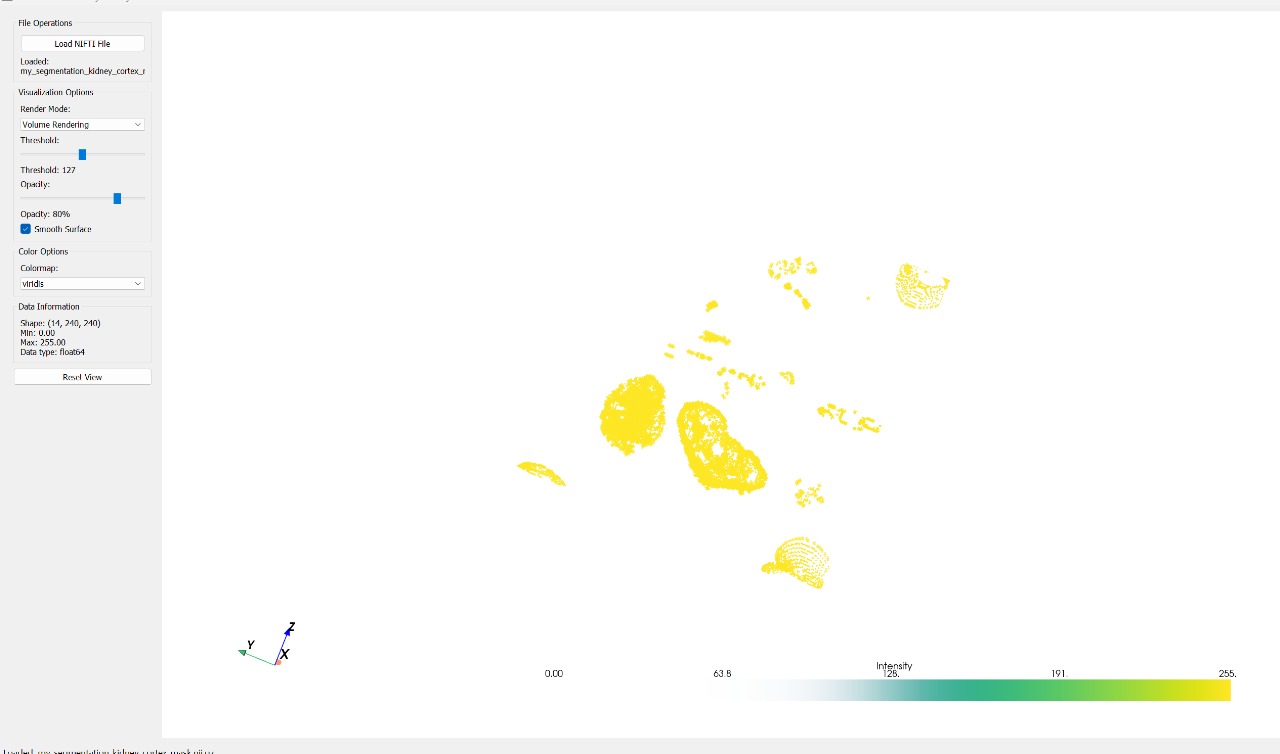 File Operations
Load NIFTI File
Loaded:
my_segmentation_kidney_cortex_r
Visualization Options
Render Mode:
Volume Rendering
Threshold:
Threshold: 127
Opacity:
Opacity: 80%
Smooth Surface
Color Options
Colormap:
viridis
Data Information
Shape: (14, 240, 240)
Min: 0.00
Max: 255.00
Data type: float64
Reset View
Z
Y
X
Intensity
0.00 63.8 128. 191. 255.